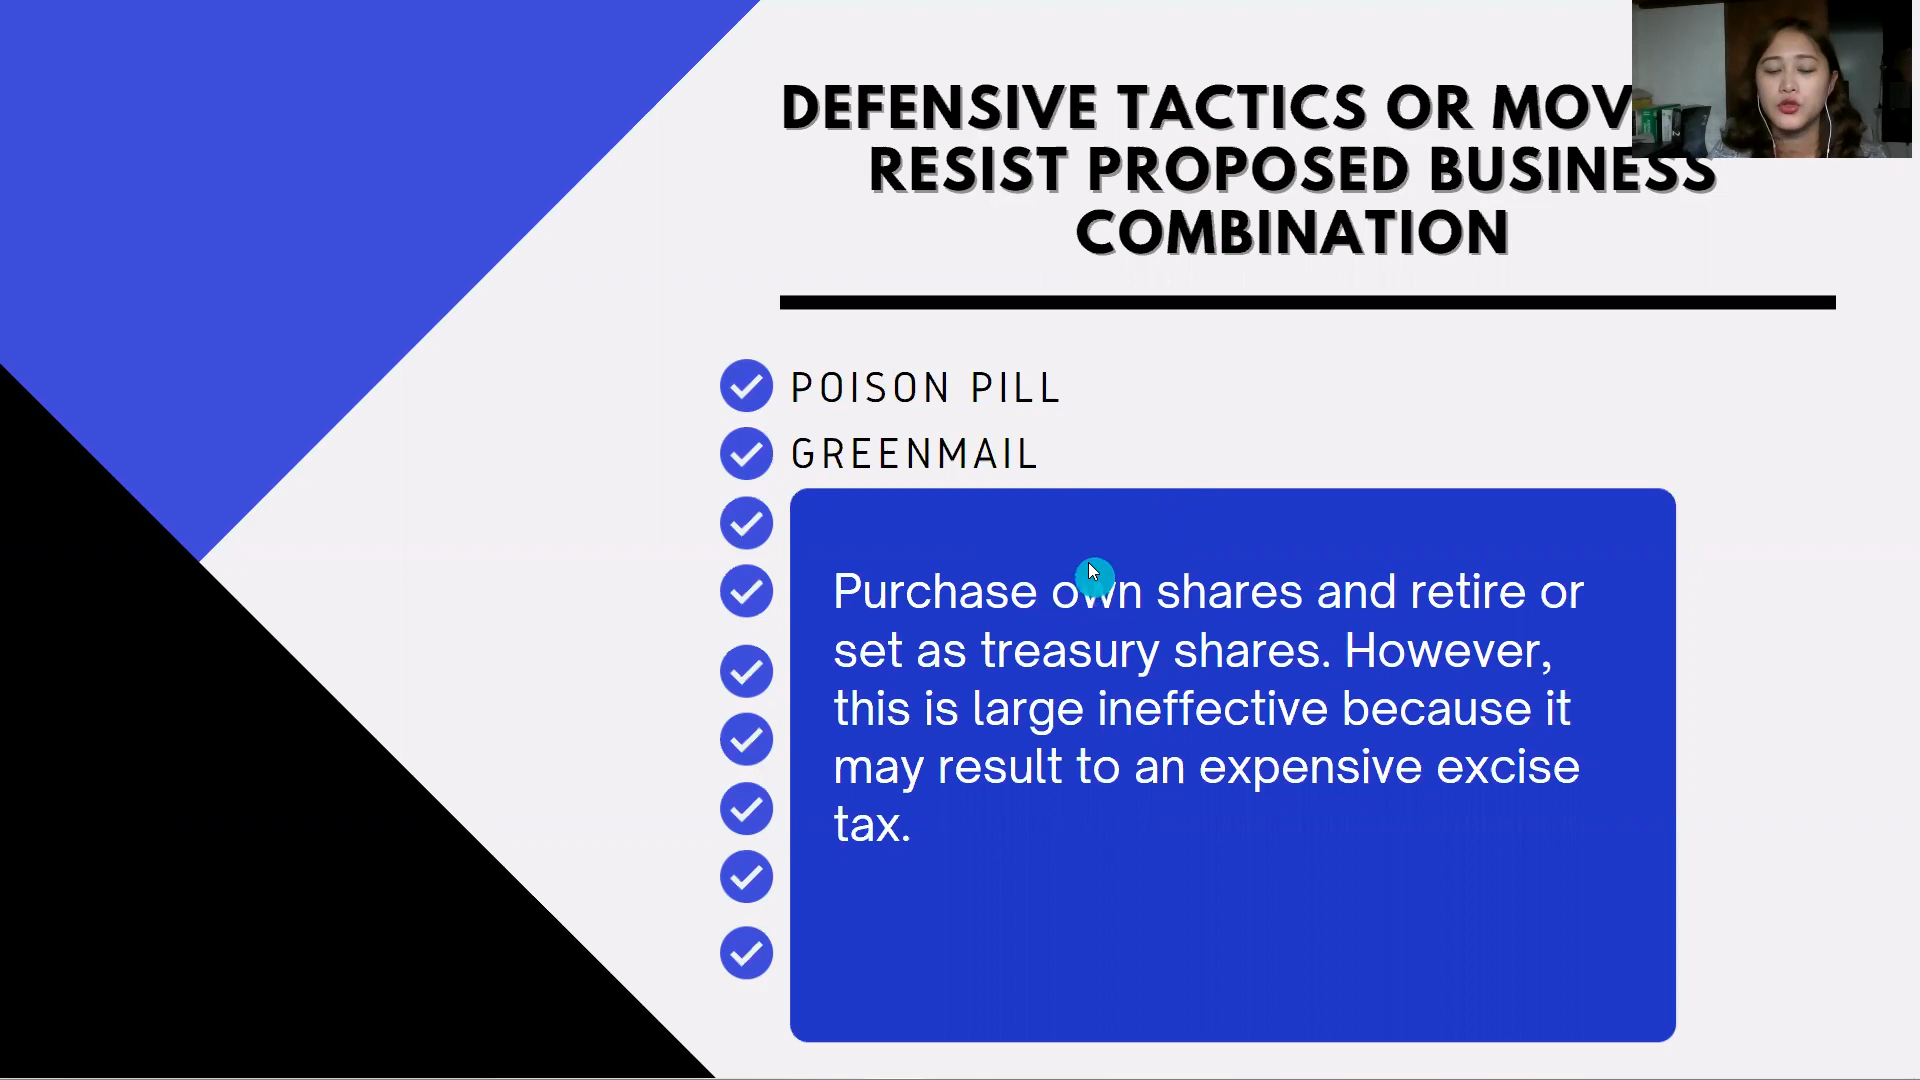 DEFENSIVE TACTICS OR MOV
RESIST PROPOSED BUSINESS
COMBINATION
POISON PILL
GREENMAIL
Purchase own shares and retire or
set as treasury shares. However,
this is large ineffective because it
may result to an expensive excise
tax.